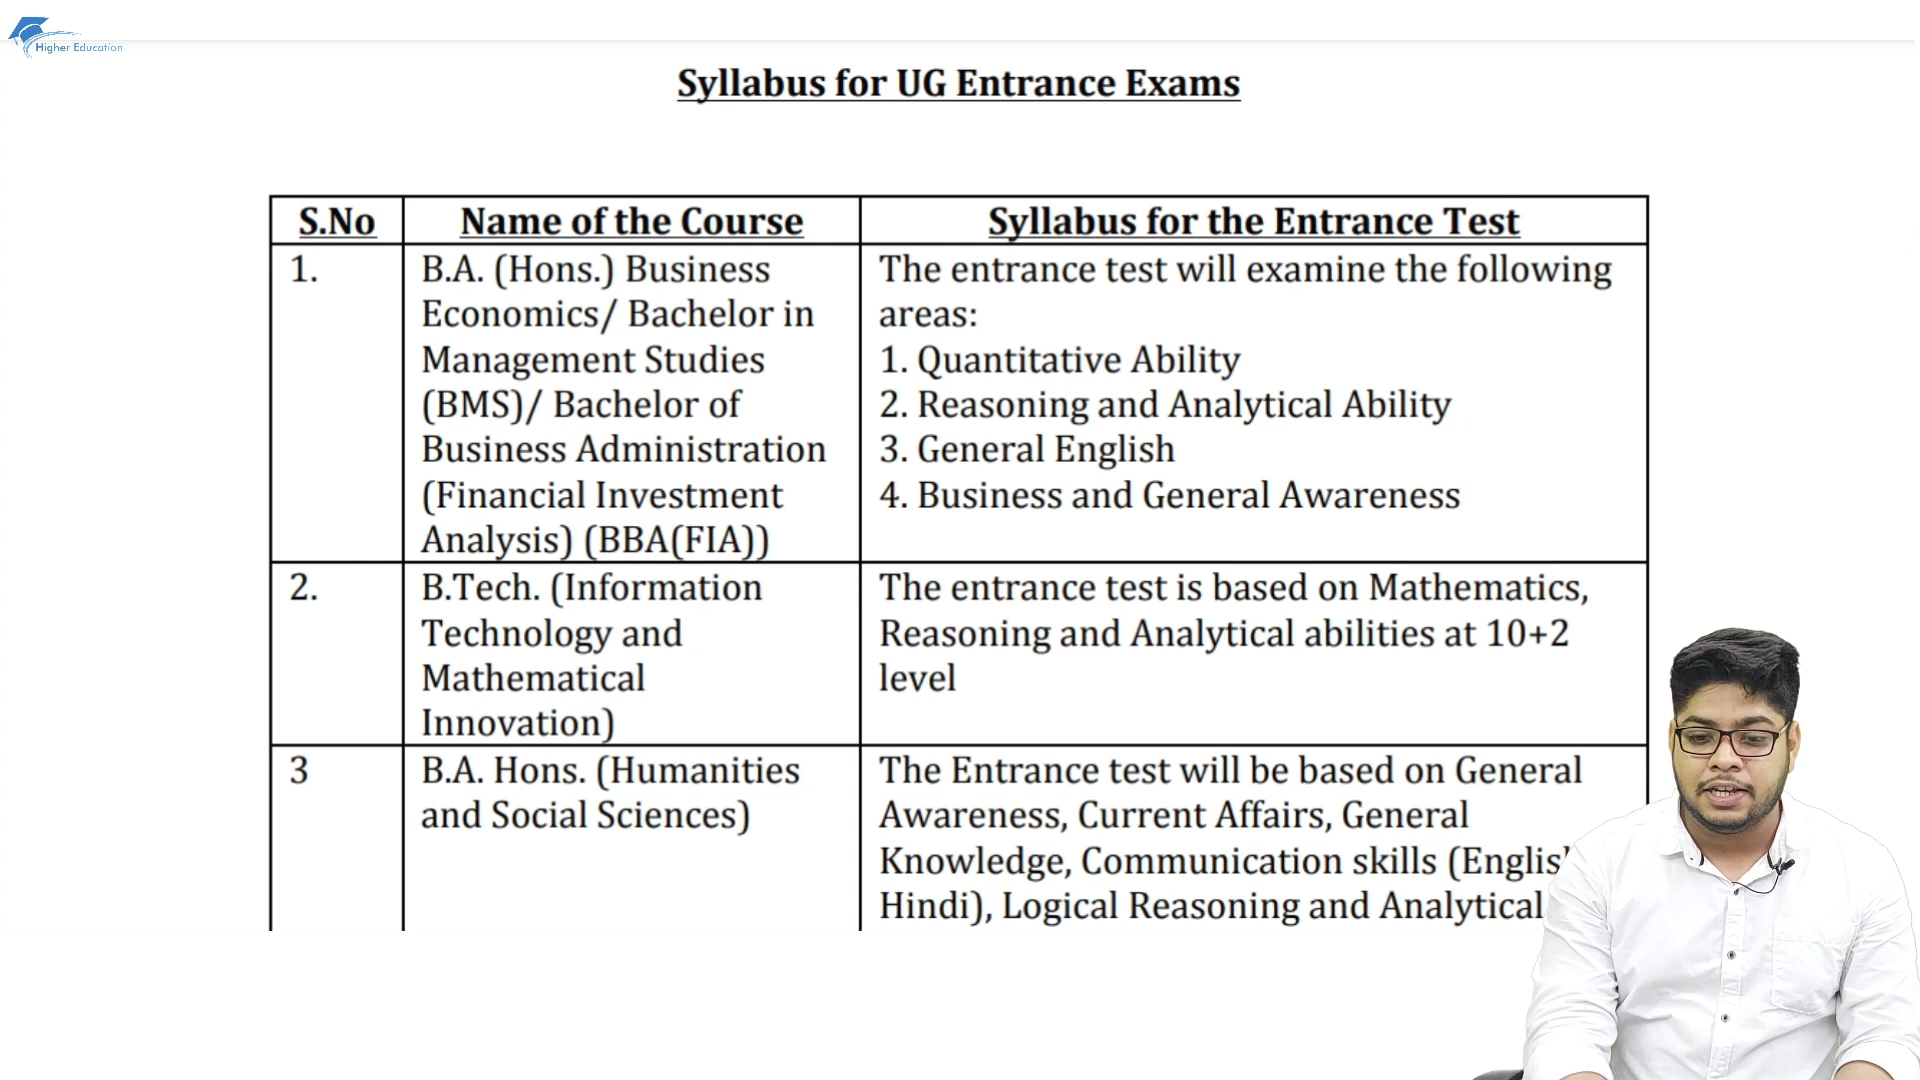 Higher Education
Syllabus for UG Entrance Exams
S.No
Name of the Course
Syllabus for the Entrance Test
1.
B.A. (Hons.) Business
Economics/ Bachelor in
Management Studies
(BMS)/ Bachelor of
Business Administration
(Financial Investment
Analysis) (BBA(FIA))
The entrance test will examine the following
areas:
1. Quantitative Ability
2. Reasoning and Analytical Ability
3. General English
4. Business and General Awareness
2.
B.Tech. (Information
Technology and
Mathematical
Innovation)
The entrance test is based on Mathematics,
Reasoning and Analytical abilities at 10+2
level
3
B.A. Hons. (Humanities
and Social Sciences)
The Entrance test will be based on General
Awareness, Current Affairs, General
Knowledge, Communication skills
Hindi), Logical Reasoning and Analytical